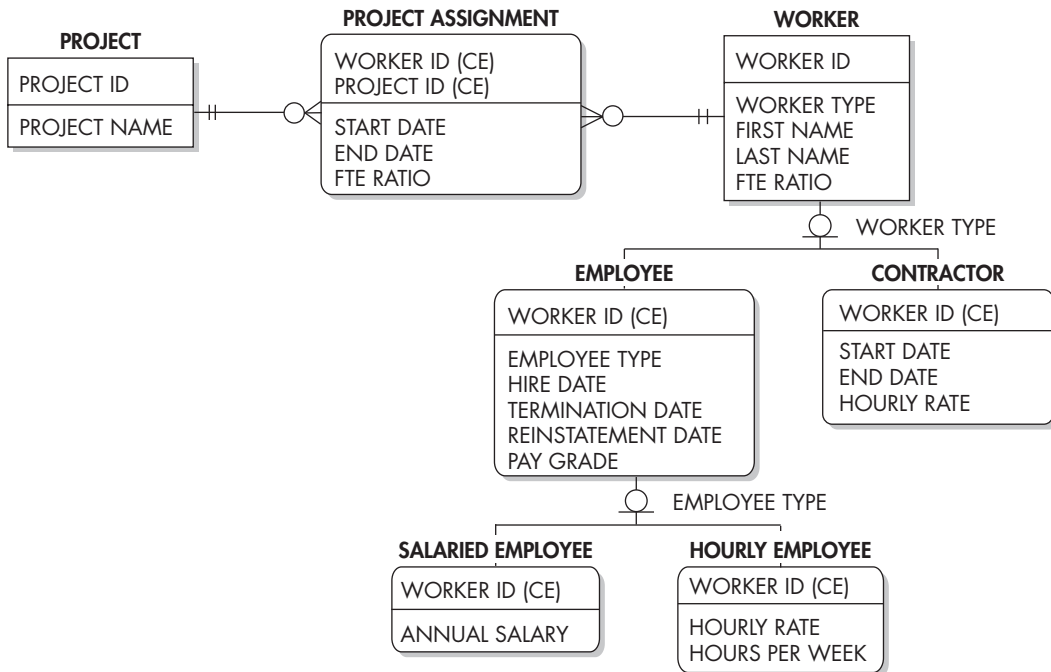 PROJECT
PROJECT ID
PROJECT NAME
PROJECT ASSIGNMENT
WORKER ID (CE)
PROJECT ID (CE)
START DATE
END DATE
FTE RATIO
WORKER
WORKER ID
WORKER TYPE
FIRST NAME
LAST NAME
FTE RATIO
WORKER TYPE
EMPLOYEE
WORKER ID (CE)
EMPLOYEE TYPE
HIRE DATE
TERMINATION DATE
REINSTATEMENT DATE
PAY GRADE
CONTRACTOR
WORKER ID (CE)
START DATE
END DATE
HOURLY RATE
EMPLOYEE TYPE
SALARIED EMPLOYEE
WORKER ID (CE)
ANNUAL SALARY
HOURLY EMPLOYEE
WORKER ID (CE)
HOURLY RATE
HOURS PER WEEK